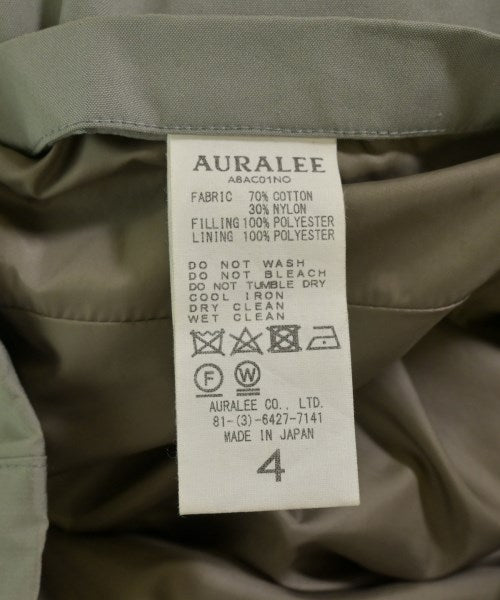 AURALEE
ABAC01NO
FABRIC 70% COTTON
30% NYLON
FILLING 100% POLYESTER
LINING 100% POLYESTER
DO NOT WASH
DO NOT BLEACH
DO NOT TUMBLE DRY
COOL IRON
DRY CLEAN
WET CLEAN
F W
AURALEE CO., LTD.
81-(3)-6427-7141
MADE IN JAPAN
4